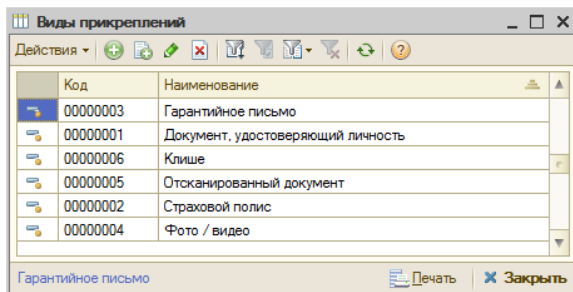 Виды прикреплений
Действия
Код Наименование
00000003 Гарантийное письмо
00000001 Документ, удостоверяющий личность
00000006 Клише
00000005 Отсканированный документ
00000002 Страховой полис
00000004 Фото / видео
Гарантийное письмо Печать Закрыть